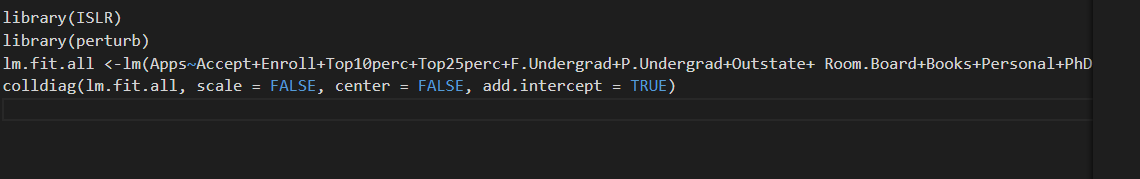 library(ISLR)
library(perturb)
lm.fit.all <-lm(Apps~Accept+Enroll+Top10perc+Top25perc+F.Undergrad+P.Undergrad+Outstate+ Room.Board+Books+Personal+PhD
colldiag(lm.fit.all, scale = FALSE, center = FALSE, add.intercept = TRUE)